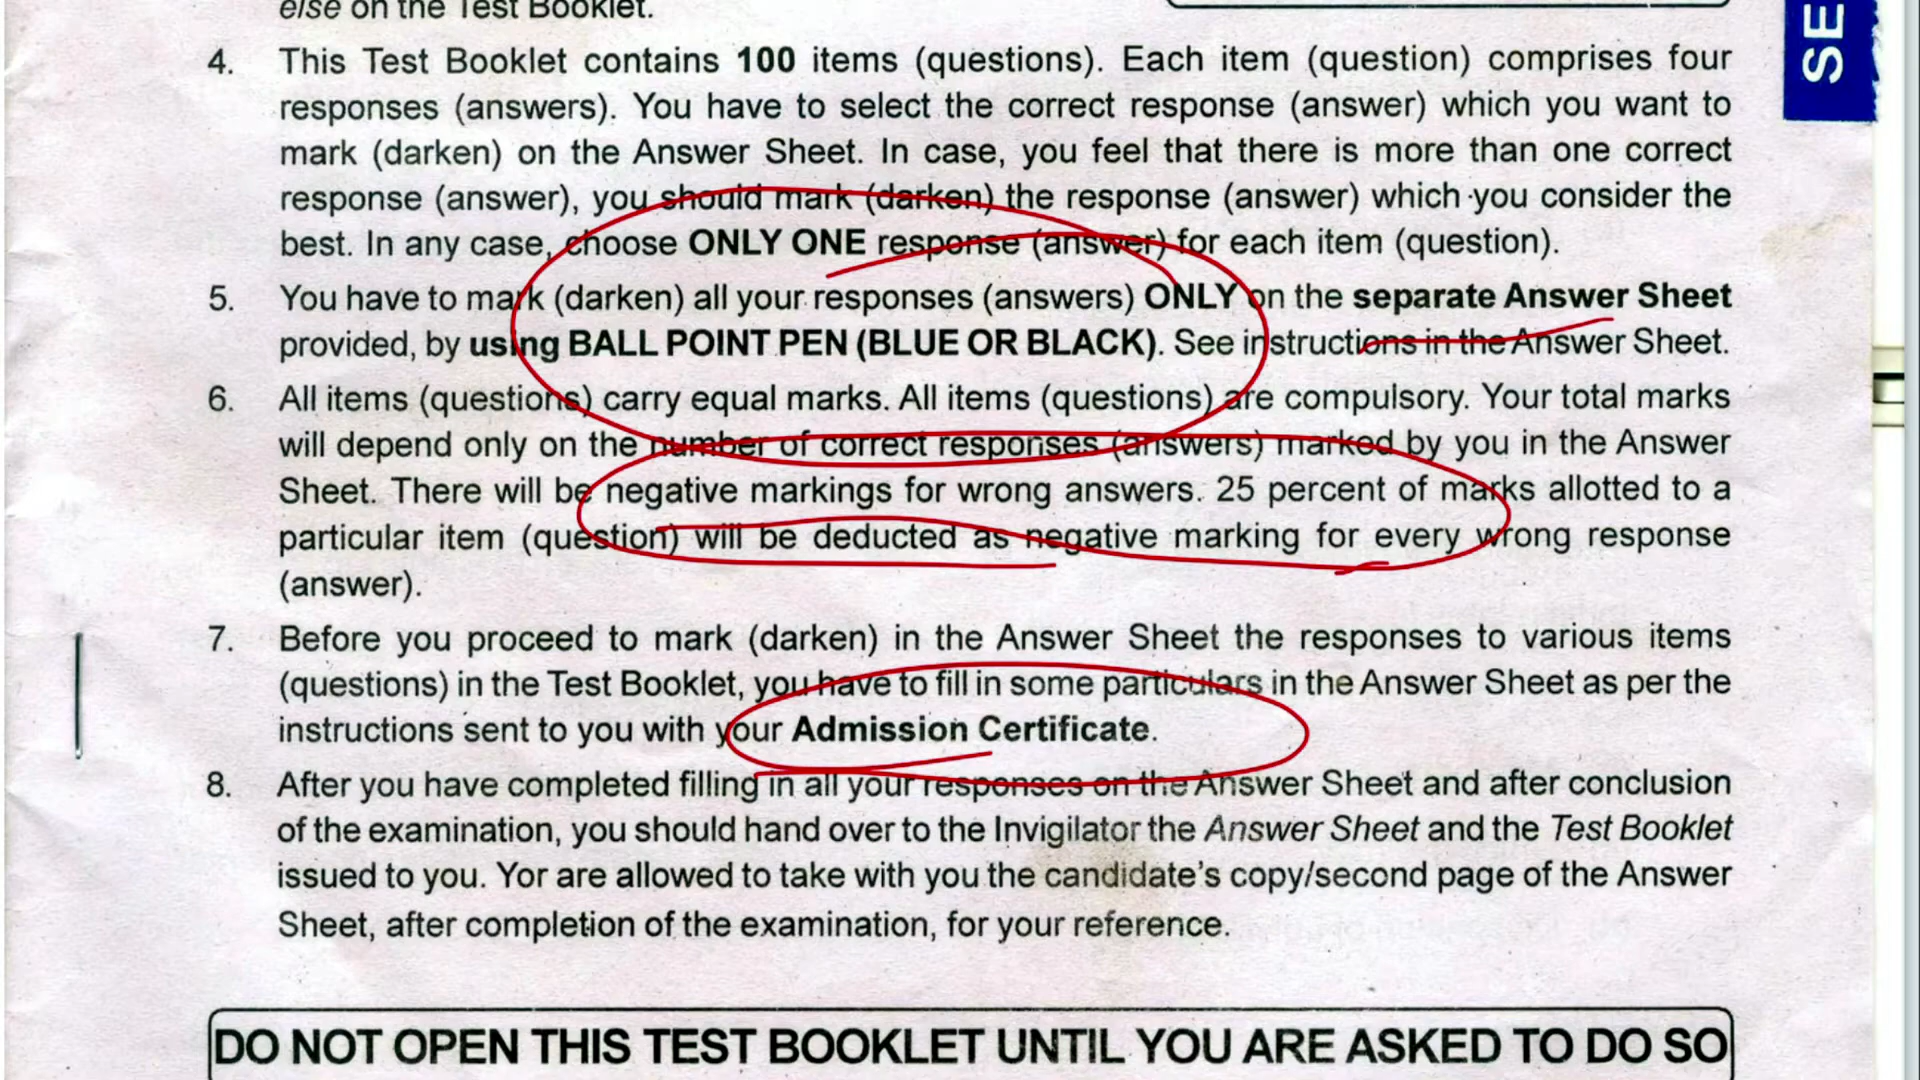 else on the Test Booklet.
SE
4. This Test Booklet contains 100 items (questions). Each item (question) comprises four
responses (answers). You have to select the correct response (answer) which you want to
mark (darken) on the Answer Sheet. In case, you feel that there is more than one correct
response (answer), you should mark (darken) the response (answer) which you consider the
best. In any case, choose ONLY ONE response (answer) for each item (question).
5. You have to mark (darken) all your responses (answers) ONLY on the separate Answer Sheet
provided, by using BALL POINT PEN (BLUE OR BLACK). See instructions in the Answer Sheet.
6. All items (questions) carry equal marks. All items (questions) are compulsory. Your total marks
will depend only on the number of correct responses (answers) marked by you in the Answer
Sheet. There will be negative markings for wrong answers. 25 percent of marks allotted to a
particular item (question) will be deducted as negative marking for every wrong response
(answer).
7. Before you proceed to mark (darken) in the Answer Sheet the responses to various items
(questions) in the Test Booklet, you have to fill in some particulars in the Answer Sheet as per the
instructions sent to you with your Admission Certificate.
8. After you have completed filling in all your responses on the Answer Sheet and after conclusion
of the examination, you should hand over to the Invigilator the Answer Sheet and the Test Booklet
issued to you. Yor are allowed to take with you the candidate's copy/second page of the Answer
Sheet, after completion of the examination, for your reference.
DO NOT OPEN THIS TEST BOOKLET UNTIL YOU ARE ASKED TO DO SO